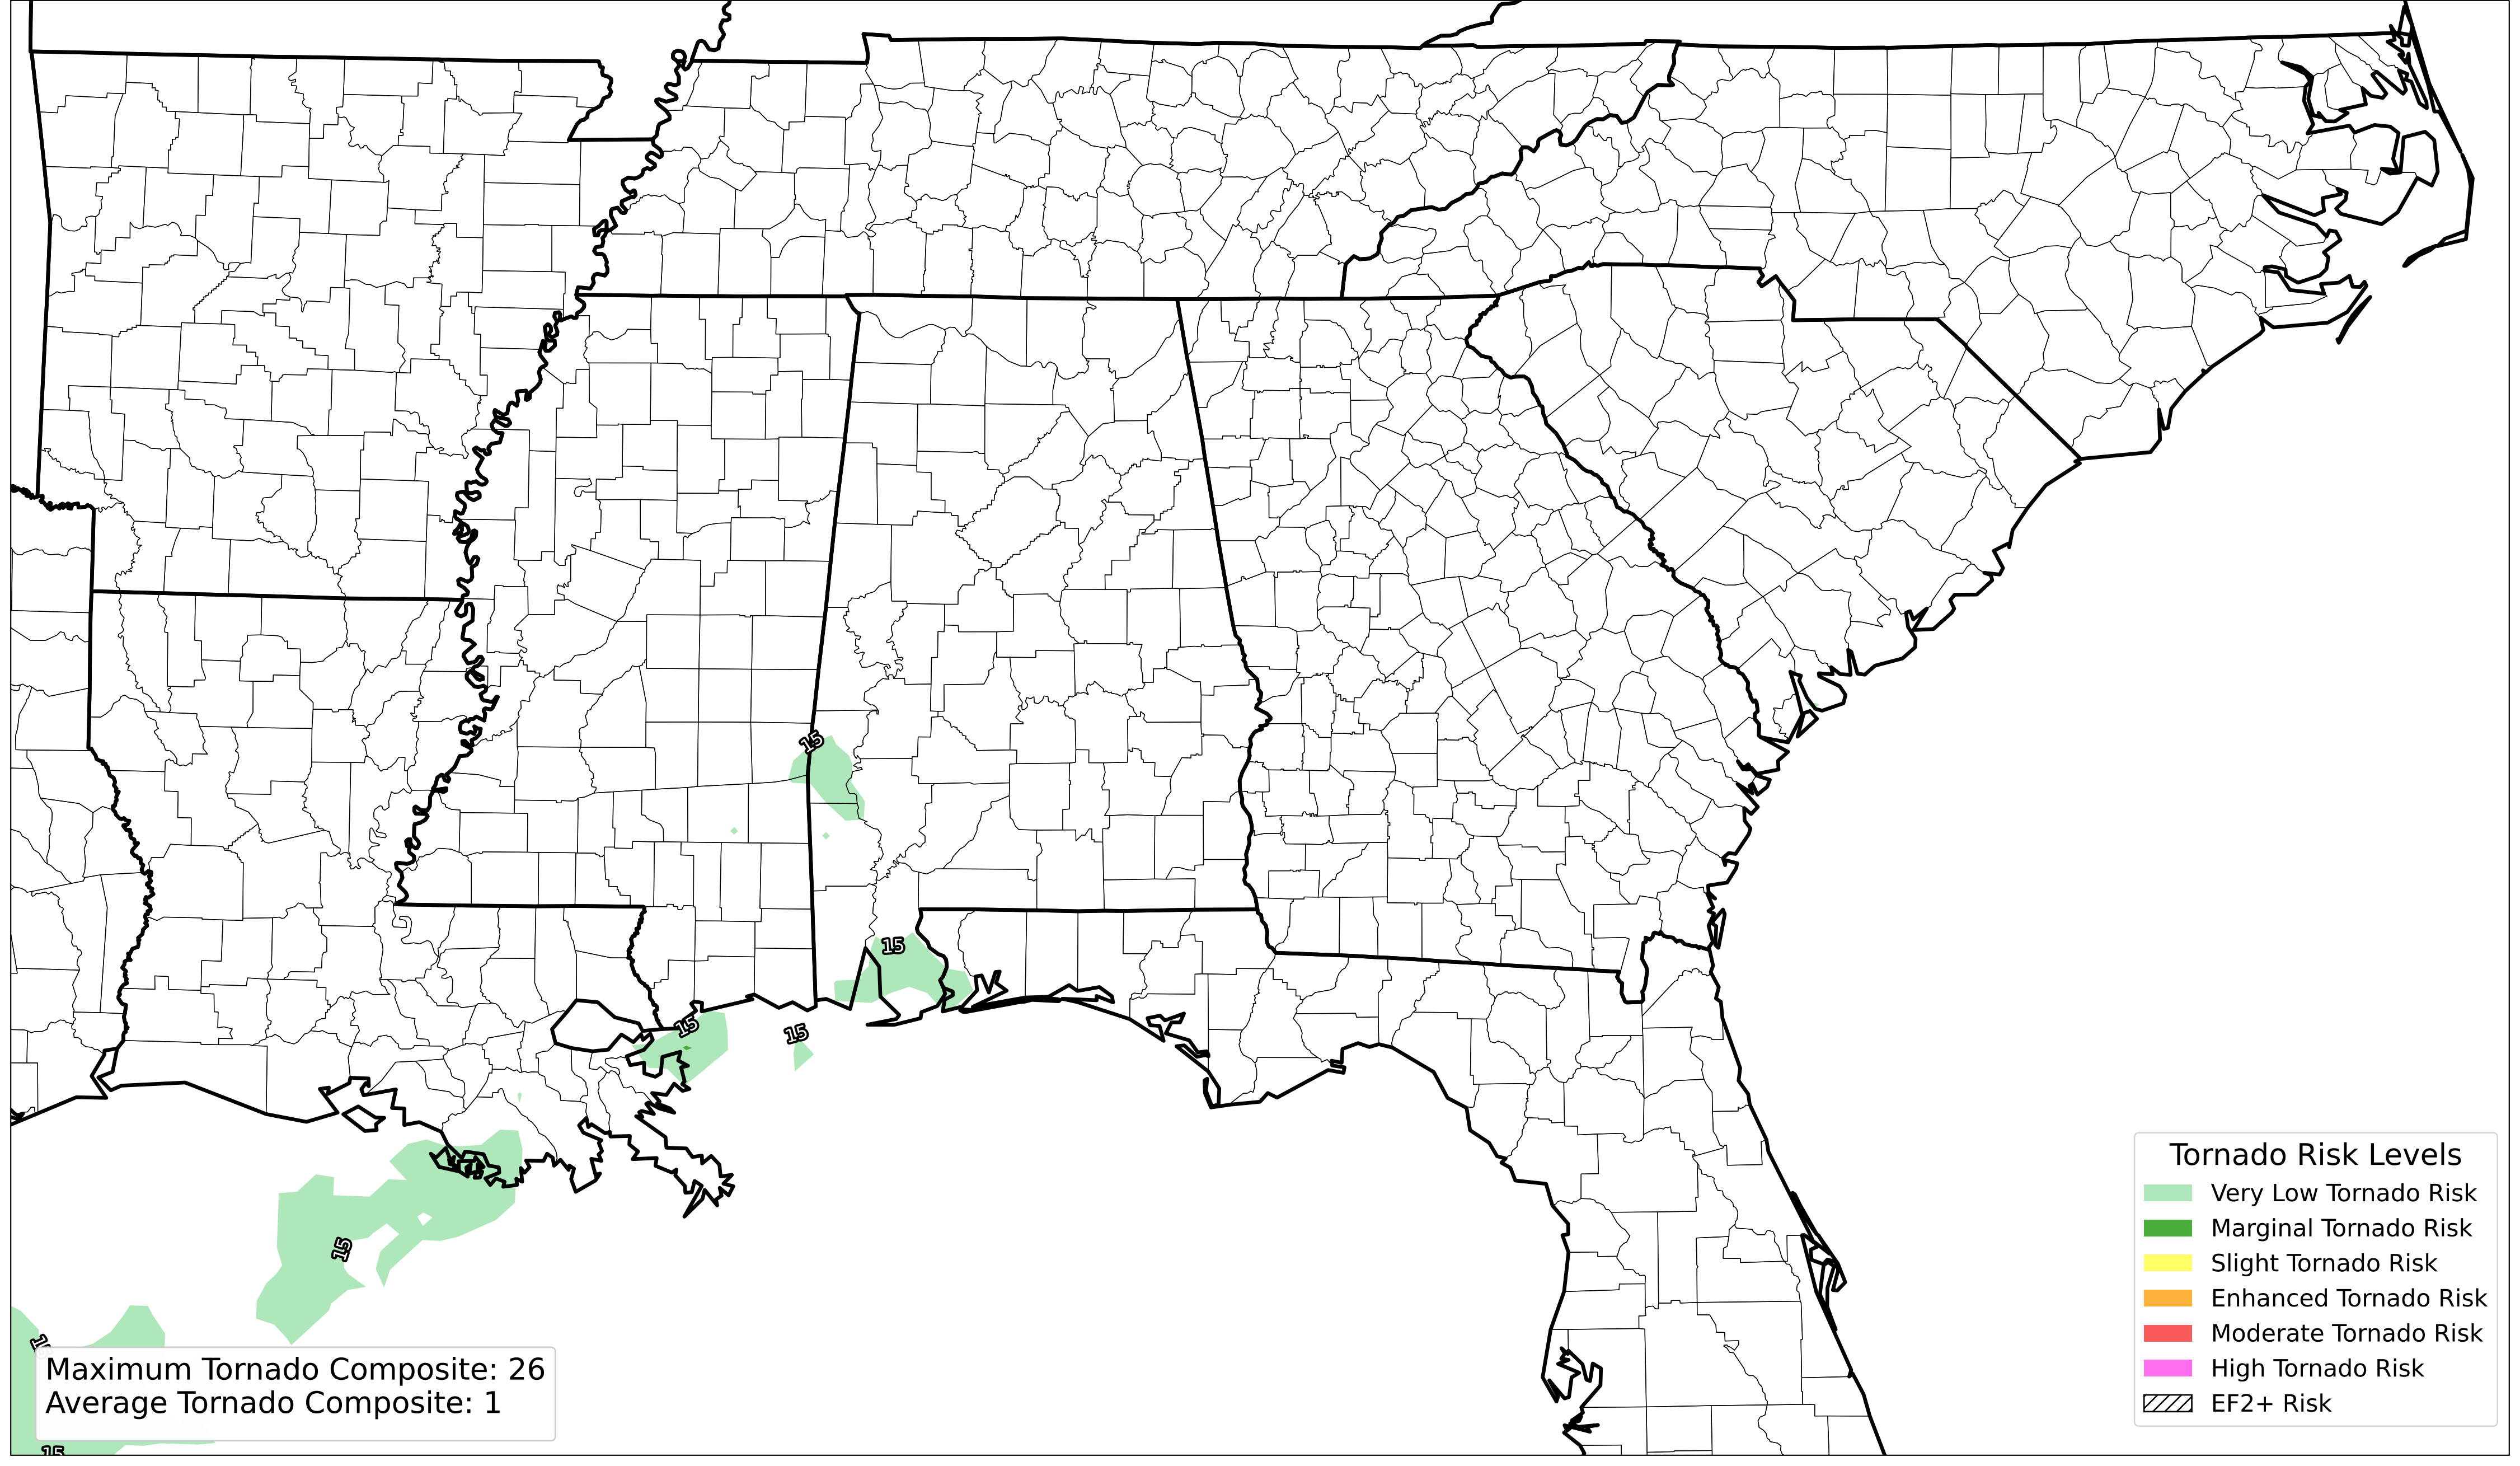 15
15
15
15
15
15
Maximum Tornado Composite: 26
Average Tornado Composite: 1
Tornado Risk Levels
Very Low Tornado Risk
Marginal Tornado Risk
Slight Tornado Risk
Enhanced Tornado Risk
Moderate Tornado Risk
High Tornado Risk
EF2+ Risk